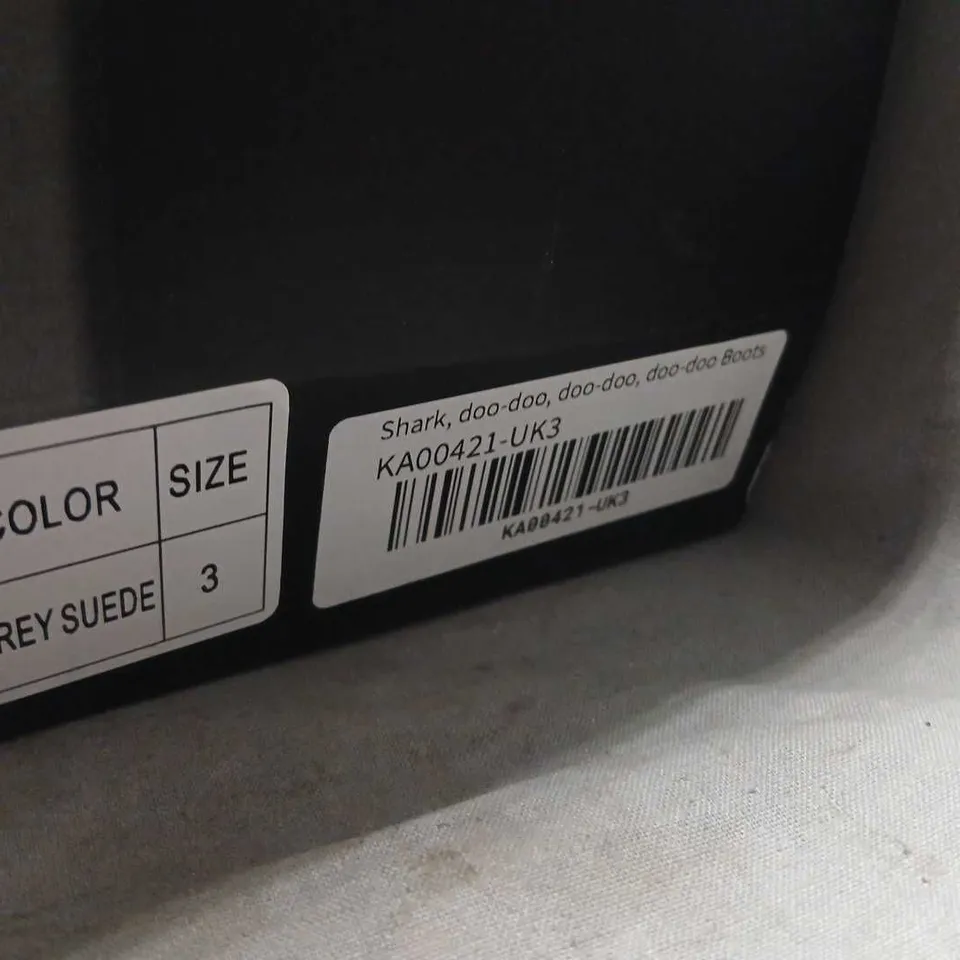 COLOR
SIZE
REY SUEDE
3
Shark, doo-doo, doo-doo, doo-doo Boots
KA00421-UK3
KA00421-UK3